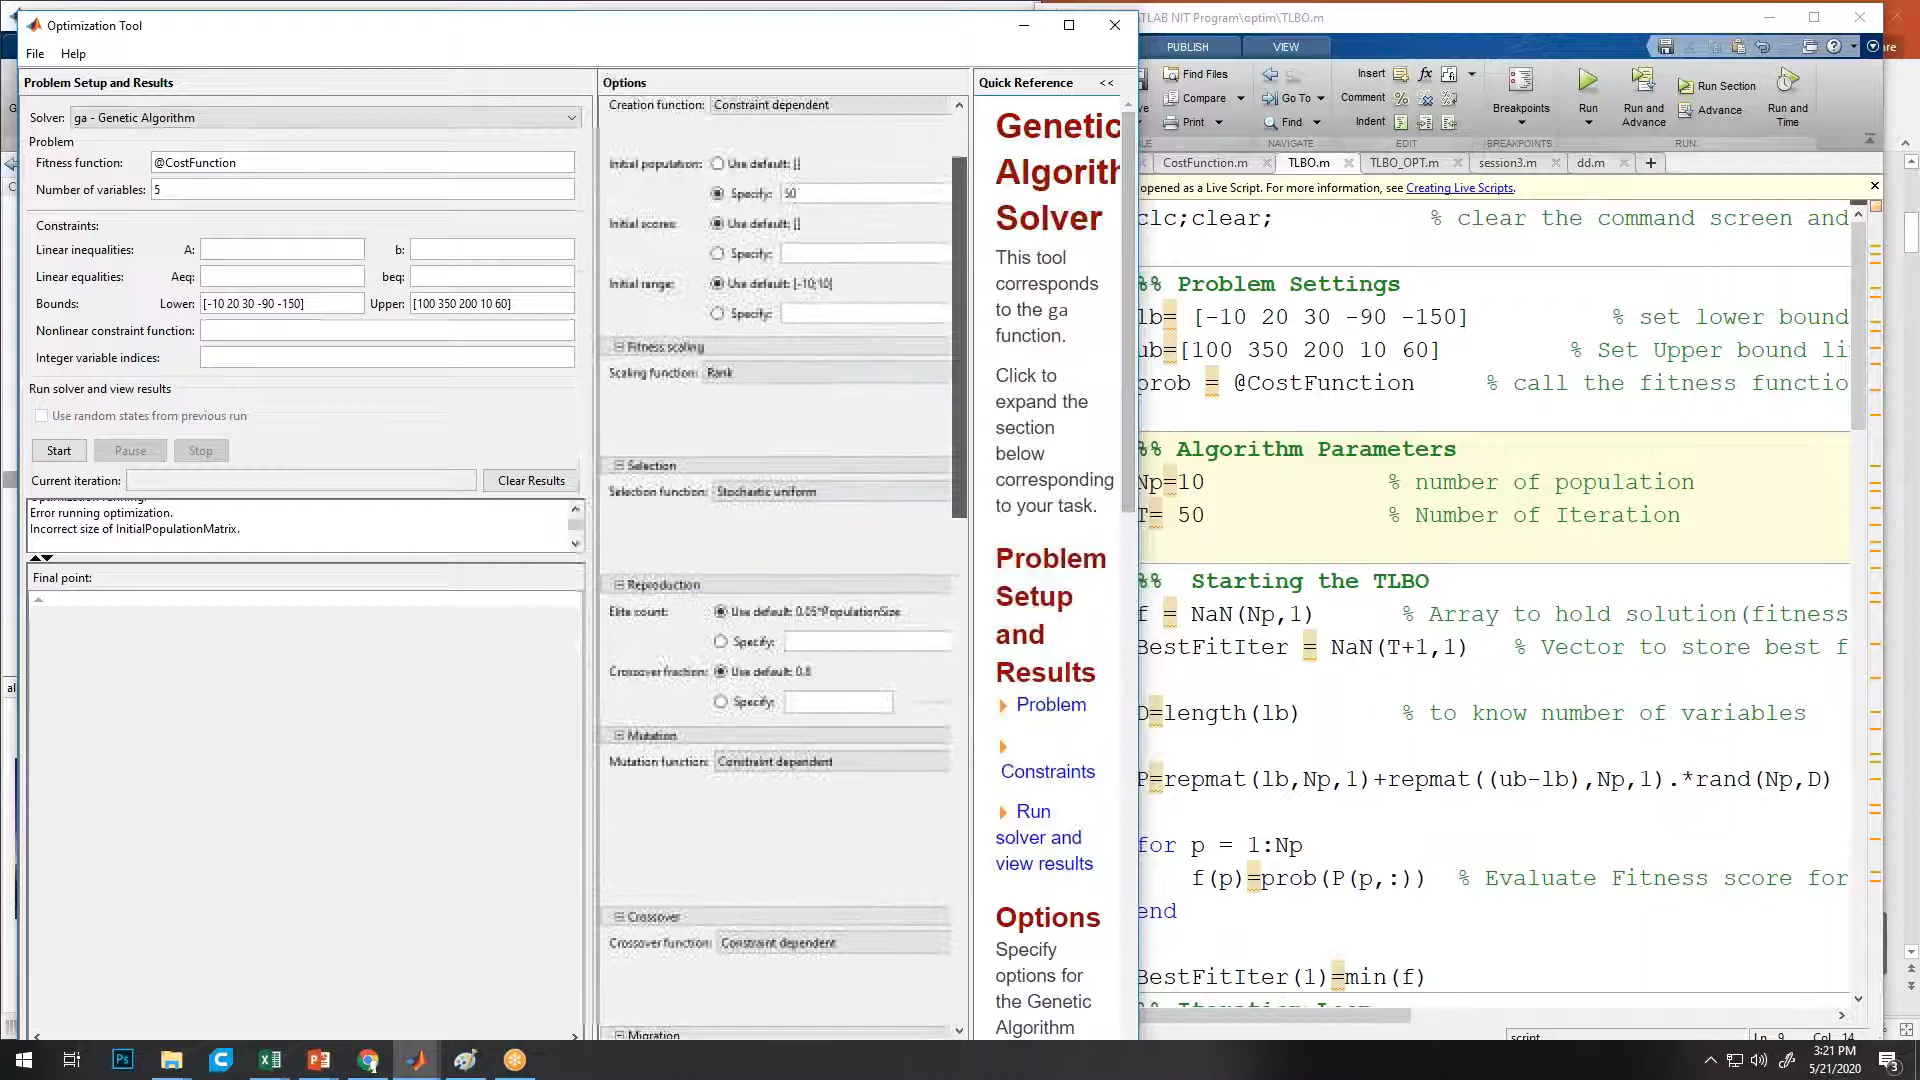 Optimization Tool
File Help
Problem Setup and Results
Solver: ga - Genetic Algorithm
Problem
Fitness function: @CostFunction
Number of variables: 5
Constraints:
Linear inequalities: A: b:
Linear equalities: Aeq: beq:
Bounds: Lower: [-10 20 30 -90 -150] Upper: [100 350 200 10 60]
Nonlinear constraint function:
Integer variable indices:
Run solver and view results
Use random states from previous run
Start Pause Stop
Current iteration: Clear Results
Optimization running.
Error running optimization.
Incorrect size of InitialPopulationMatrix.
Final point:
Options
Creation function: Constraint dependent
Initial population: Use default: []
Specify: 50
Initial scores: Use default: []
Specify:
Initial range: Use default: [-10;10]
Specify:
Fitness scaling
Scaling function: Rank
Selection
Selection function: Stochastic uniform
Reproduction
Elite count: Use default: 0.05*PopulationSize
Specify:
Crossover fraction: Use default: 0.8
Specify:
Mutation
Mutation function: Constraint dependent
Crossover
Crossover function: Constraint dependent
Migration
Quick Reference <<
Genetic
Algorith
Solver
This tool
corresponds
to the ga
function.
Click to
expand the
section
below
corresponding
to your task.
Problem
Setup
and
Results
Problem
Constraints
Run
solver and
view results
Options
Specify
options for
the Genetic
Algorithm
ATLAB NIT Program\optim\TLBO.m
PUBLISH VIEW
Find Files
Compare
Print
Go To
Find
Insert
Comment
Indent
Breakpoints
Run
Run and
Advance
Run Section
Advance
Run and
Time
EDIT BREAKPOINTS RUN
CostFunction.m TLBO.m TLBO_OPT.m session3.m dd.m
opened as a Live Script. For more information, see Creating Live Scripts.
clc;clear; % clear the command screen and
%% Problem Settings
lb= [-10 20 30 -90 -150] % set lower bound
ub=[100 350 200 10 60] % Set Upper bound li
prob = @CostFunction % call the fitness functio
%% Algorithm Parameters
Np=10 % number of population
T= 50 % Number of Iteration
%% Starting the TLBO
f = NaN(Np,1) % Array to hold solution(fitness
BestFitIter = NaN(T+1,1) % Vector to store best f
D=length(lb) % to know number of variables
P=repmat(lb,Np,1)+repmat((ub-lb),Np,1).*rand(Np,D)
for p = 1:Np
f(p)=prob(P(p,:)) % Evaluate Fitness score for
end
BestFitIter(1)=min(f)
%% Iteration Loop
script Ln 9 Col 14
3:21 PM
5/21/2020
3